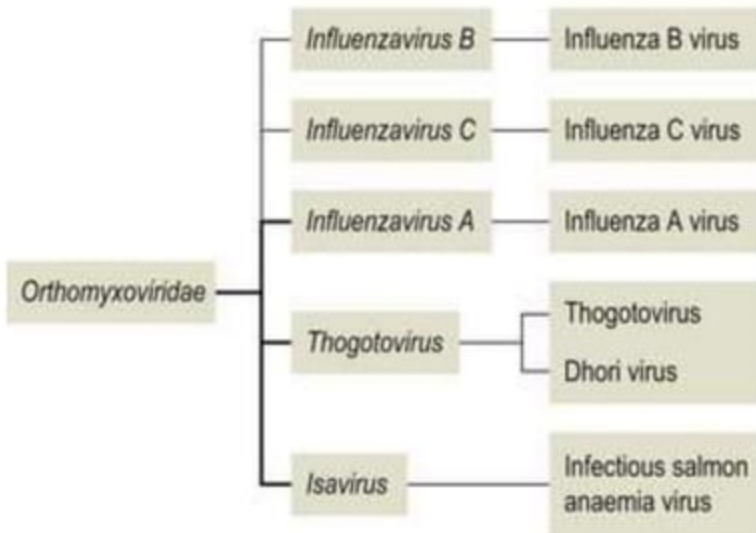 Influenzavirus B
Influenza B virus
Influenzavirus C
Influenza C virus
Influenzavirus A
Influenza A virus
Orthomyxoviridae
Thogotovirus
Thogotovirus
Dhori virus
Isavirus
Infectious salmon
anaemia virus